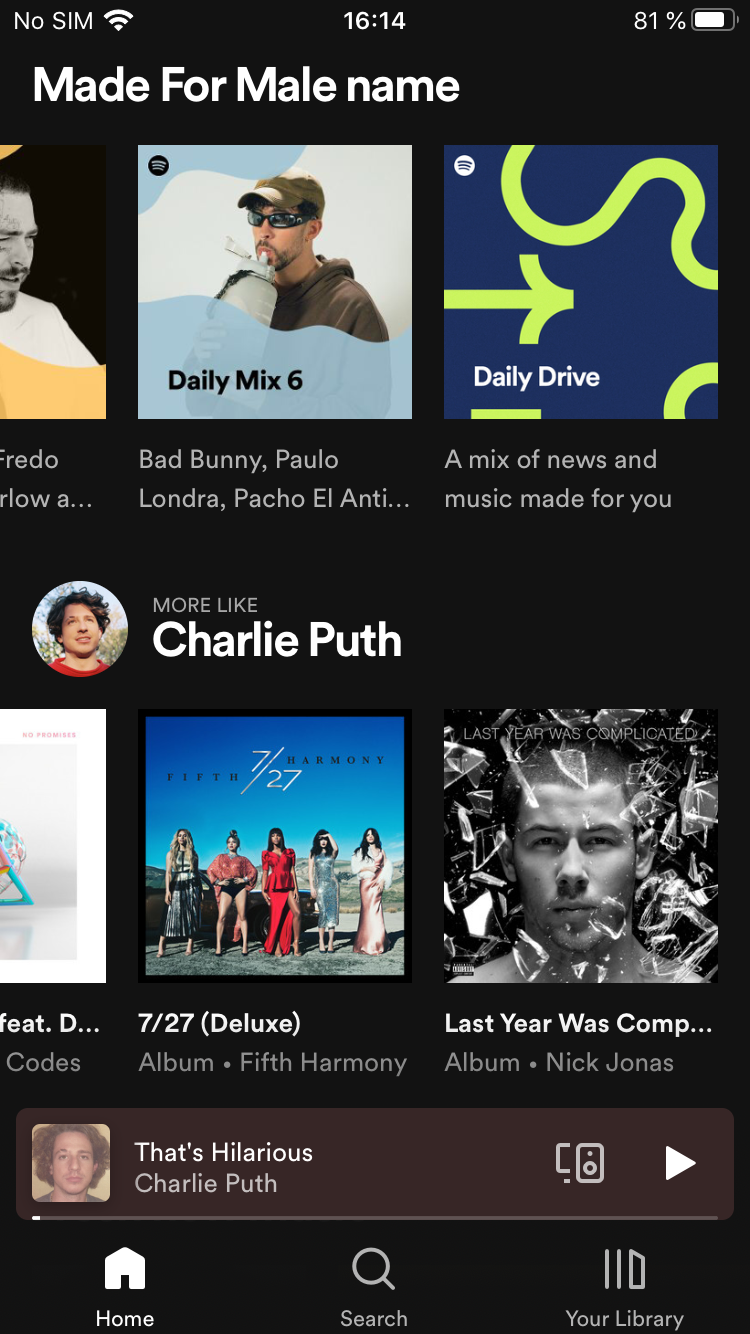 No SIM 16:14 81 %
Made For Male name
Daily Mix 6
Daily Drive
Fredo
rlow a...
Bad Bunny, Paulo
Londra, Pacho El Anti...
A mix of news and
music made for you
MORE LIKE
Charlie Puth
NO PROMISES
7/27
FIFTH HARMONY
LAST YEAR WAS COMPLICATED
feat. D...
Codes
7/27 (Deluxe)
Album • Fifth Harmony
Last Year Was Comp...
Album • Nick Jonas
That's Hilarious
Charlie Puth
Home
Search
Your Library